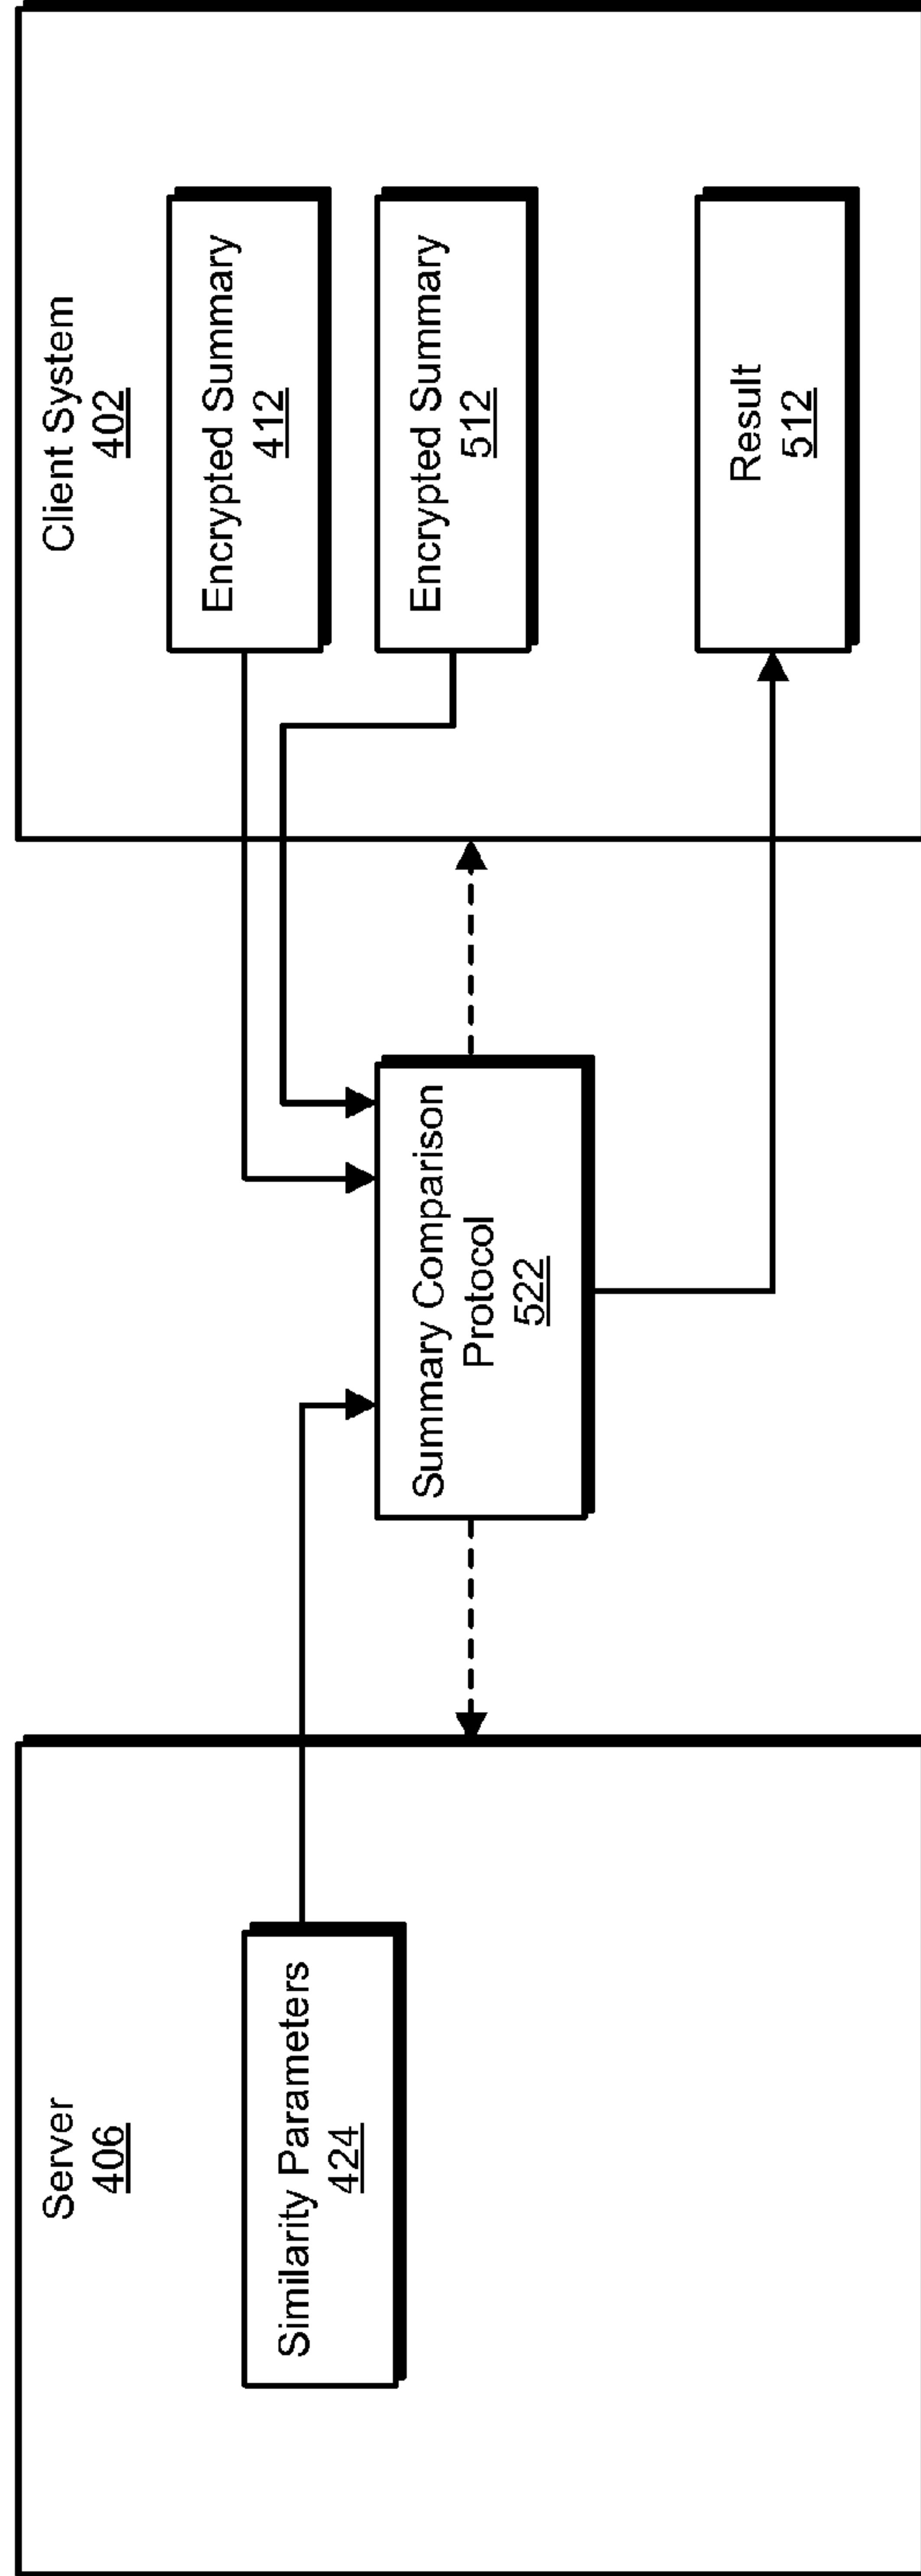 Server
406
Similarity Parameters
424
Summary Comparison
Protocol
522
Client System
402
Encrypted Summary
412
Encrypted Summary
512
Result
512